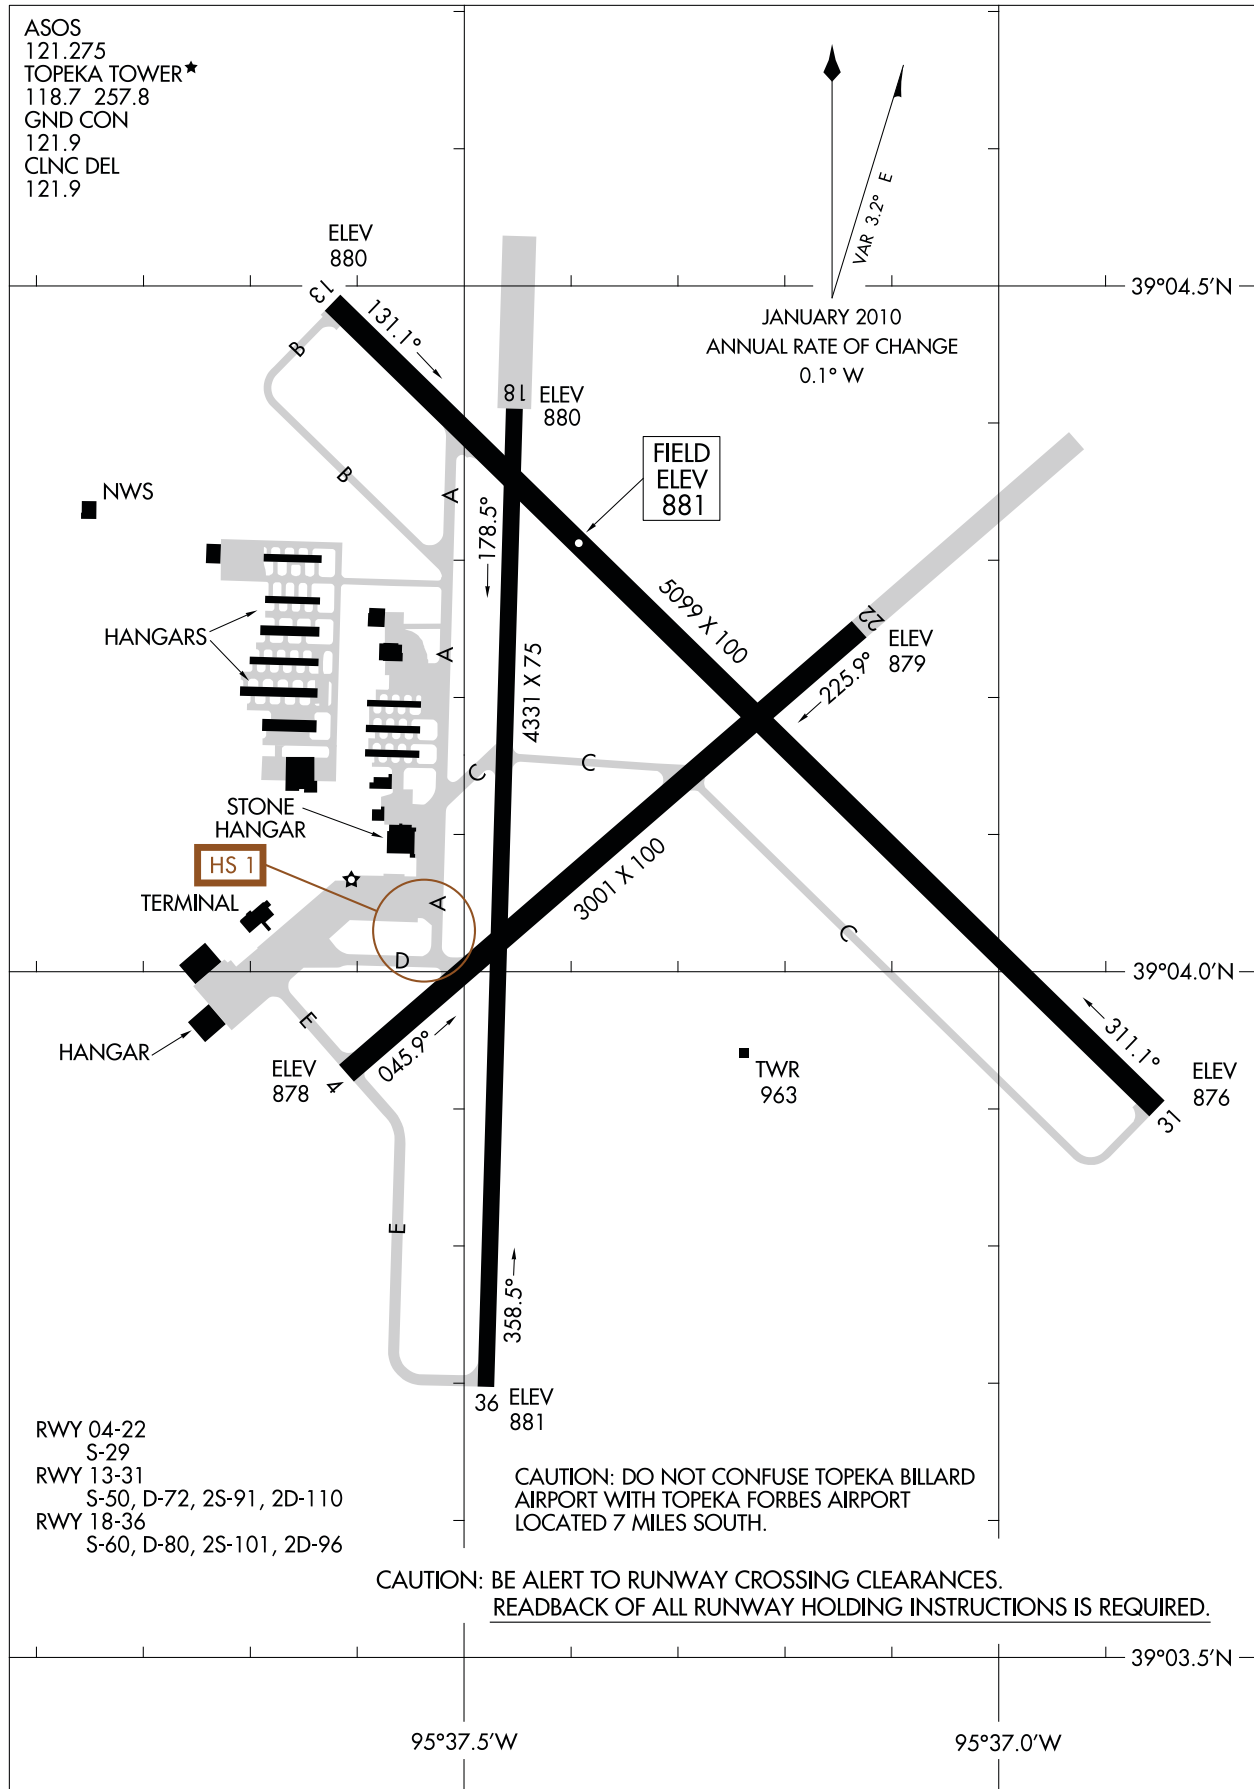 ASOS
121.275
TOPEKA TOWER★
118.7 257.8
GND CON
121.9
CLNC DEL
121.9
VAR 3.2° E
JANUARY 2010
ANNUAL RATE OF CHANGE
0.1° W
39°04.5'N
ELEV
880
13
131.1°
B
B
18
ELEV
880
FIELD
ELEV
881
NWS
A
178.5°
HANGARS
A
5099 X 100
22
ELEV
879
225.9°
4331 X 75
C
C
STONE
HANGAR
HS 1
3001 X 100
TERMINAL
A
C
D
39°04.0'N
E
HANGAR
045.9°
ELEV
878
4
TWR
963
311.1°
ELEV
876
31
E
358.5°
36
ELEV
881
RWY 04-22
S-29
RWY 13-31
S-50, D-72, 2S-91, 2D-110
RWY 18-36
S-60, D-80, 2S-101, 2D-96
CAUTION: DO NOT CONFUSE TOPEKA BILLARD
AIRPORT WITH TOPEKA FORBES AIRPORT
LOCATED 7 MILES SOUTH.
CAUTION: BE ALERT TO RUNWAY CROSSING CLEARANCES.
READBACK OF ALL RUNWAY HOLDING INSTRUCTIONS IS REQUIRED.
39°03.5'N
95°37.5'W
95°37.0'W